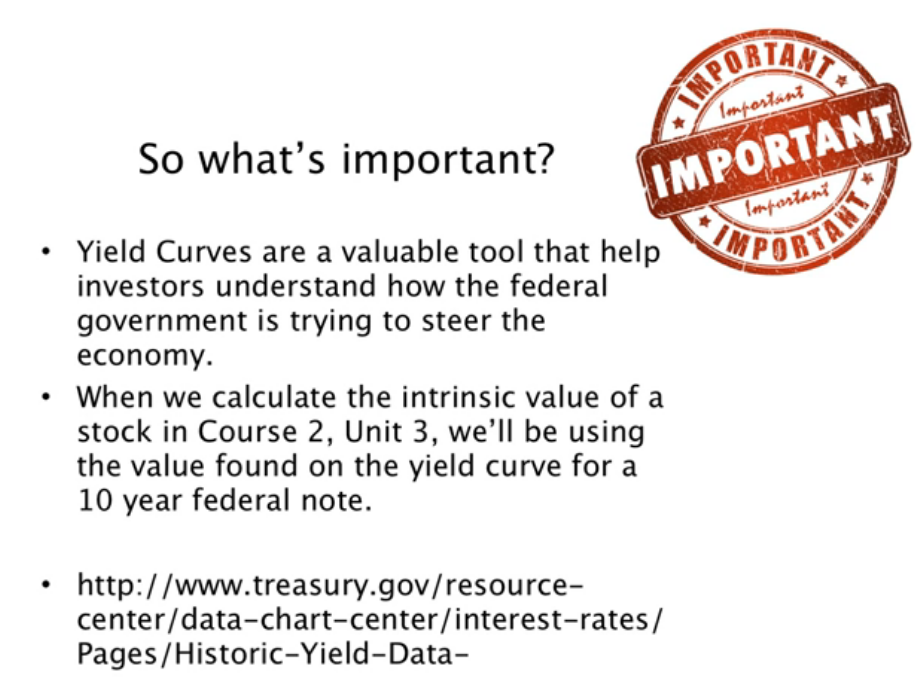 IMPORTANT
Important
IMPORTANT
Important
IMPORTANT
So what's important?
• Yield Curves are a valuable tool that help
investors understand how the federal
government is trying to steer the
economy.
• When we calculate the intrinsic value of a
stock in Course 2, Unit 3, we'll be using
the value found on the yield curve for a
10 year federal note.
• http://www.treasury.gov/resource-
center/data-chart-center/interest-rates/
Pages/Historic-Yield-Data-